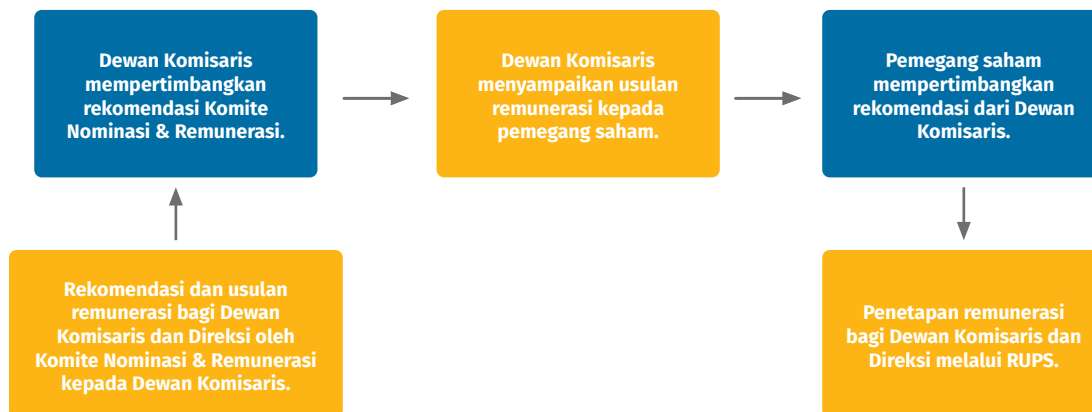 Dewan Komisaris
mempertimbangkan
rekomendasi Komite
Nominasi & Remunerasi.
Dewan Komisaris
menyampaikan usulan
remunerasi kepada
pemegang saham.
Pemegang saham
mempertimbangkan
rekomendasi dari Dewan
Komisaris.
Rekomendasi dan usulan
remunerasi bagi Dewan
Komisaris dan Direksi oleh
Komite Nominasi & Remunerasi
kepada Dewan Komisaris.
Penetapan remunerasi
bagi Dewan Komisaris dan
Direksi melalui RUPS.